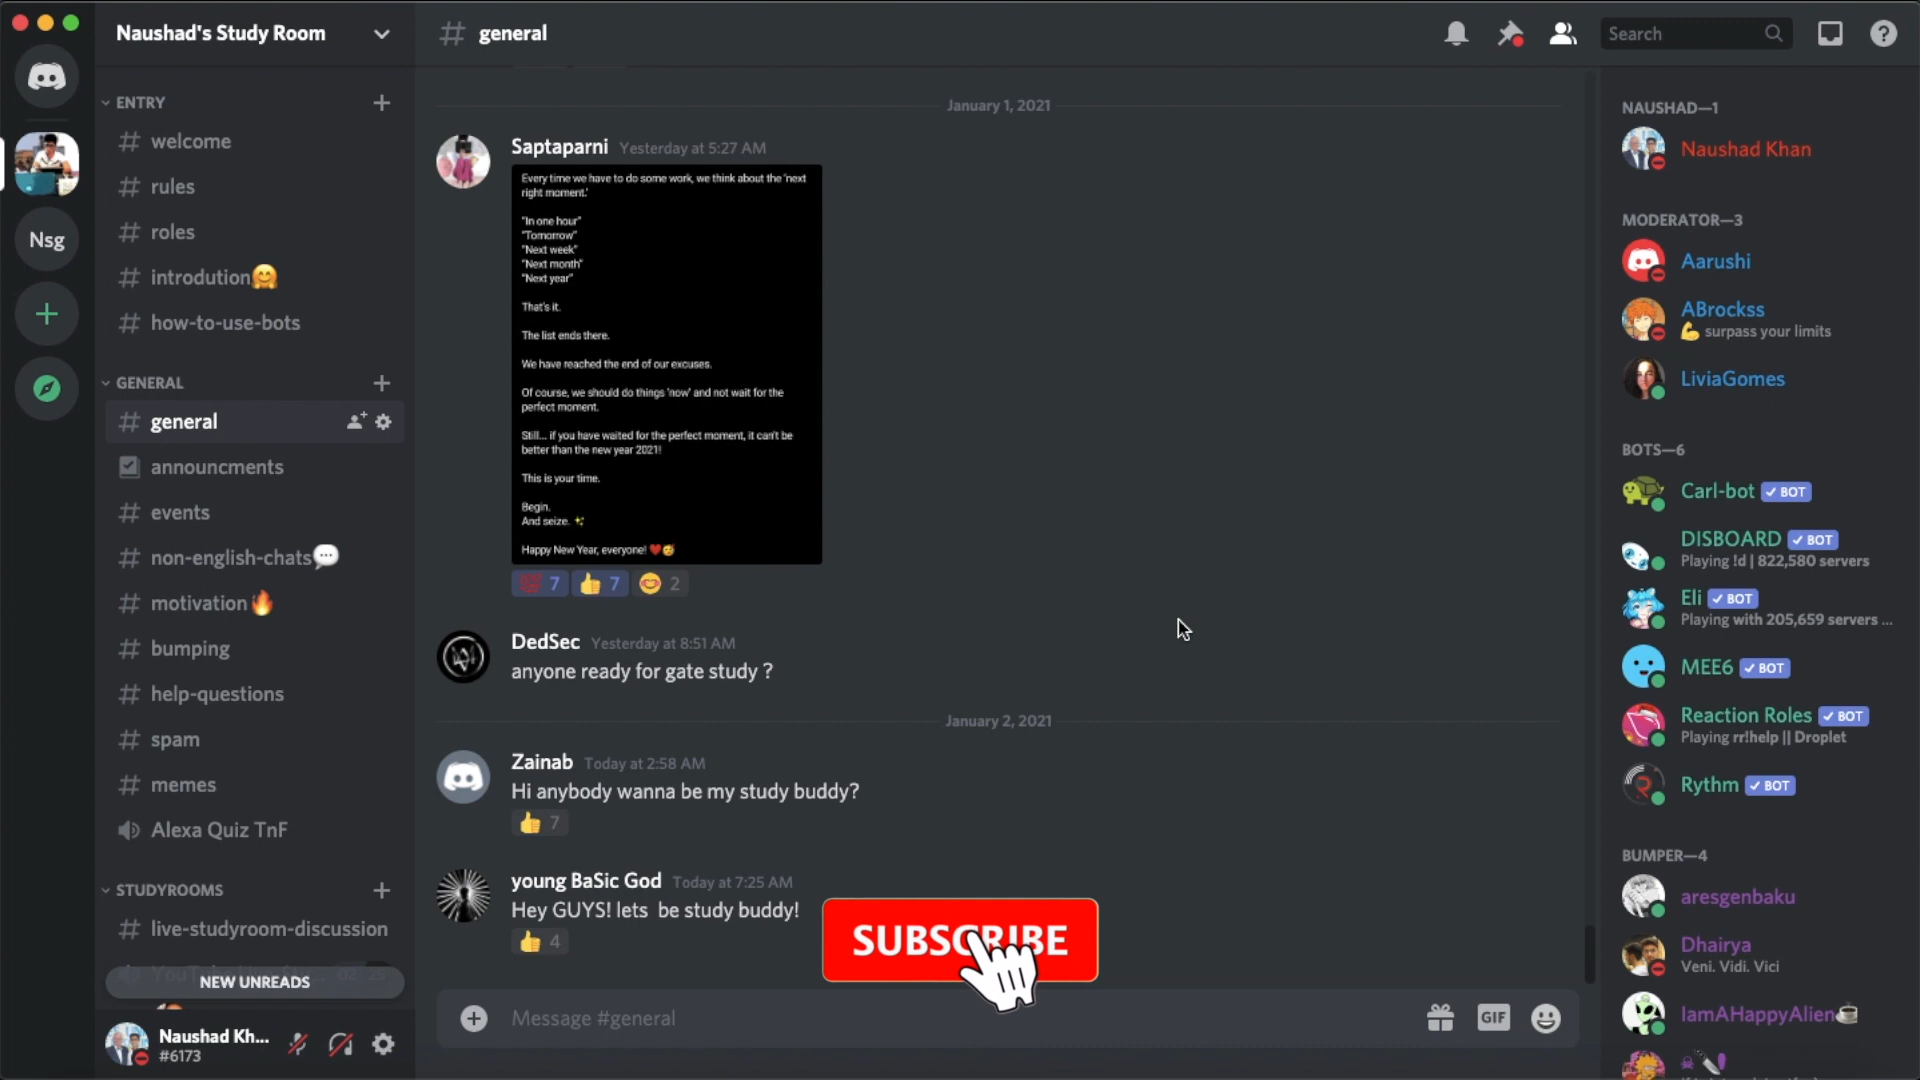 Naushad's Study Room
general
Search
ENTRY
welcome
rules
roles
introdution🤗
how-to-use-bots
Nsg
GENERAL
general
announcments
events
non-english-chats💬
motivation🔥
bumping
help-questions
spam
memes
Alexa Quiz TnF
STUDYROOMS
live-studyroom-discussion
02 25
NEW UNREADS
Naushad Kh...
#6173
January 1, 2021
Saptaparni Yesterday at 5:27 AM
Every time we have to do some work, we think about the 'next
right moment.'
"In one hour"
"Tomorrow"
"Next week"
"Next month"
"Next year"
That's it.
The list ends there.
We have reached the end of our excuses.
Of course, we should do things 'now' and not wait for the
perfect moment.
Still... if you have waited for the perfect moment, it can't be
better than the new year 2021!
This is your time.
Begin.
And seize. ✨
Happy New Year, everyone! ❤️🥳
💯 7 👍 7 😊 2
DedSec Yesterday at 8:51 AM
anyone ready for gate study ?
January 2, 2021
Zainab Today at 2:58 AM
Hi anybody wanna be my study buddy?
👍 7
young BaSic God Today at 7:25 AM
Hey GUYS! lets be study buddy!
👍 4
SUBSCRIBE
Message #general
GIF
NAUSHAD—1
Naushad Khan
MODERATOR—3
Aarushi
ABrockss
💪 surpass your limits
LiviaGomes
BOTS—6
Carl-bot ✓ BOT
DISBOARD ✓ BOT
Playing !d | 822,580 servers
Eli ✓ BOT
Playing with 205,659 servers ...
MEE6 ✓ BOT
Reaction Roles ✓ BOT
Playing rr!help || Droplet
Rythm ✓ BOT
BUMPER—4
aresgenbaku
Dhairya
Veni. Vidi. Vici
IamAHappyAlien☕